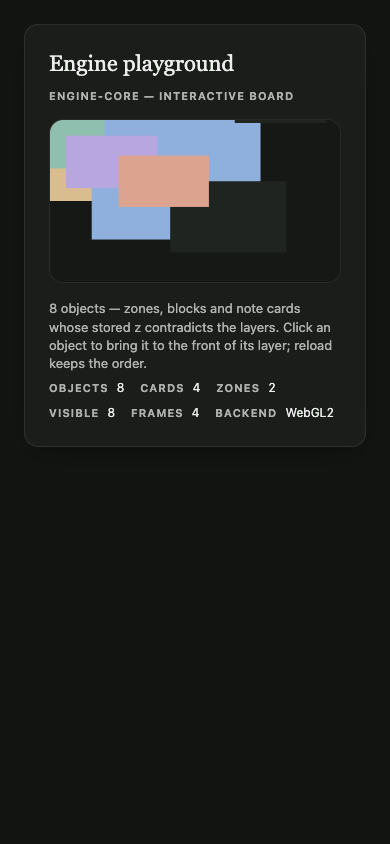 Engine playground
ENGINE-CORE — INTERACTIVE BOARD
8 objects — zones, blocks and note cards
whose stored z contradicts the layers. Click an
object to bring it to the front of its layer; reload
keeps the order.
OBJECTS 8 CARDS 4 ZONES 2
VISIBLE 8 FRAMES 4 BACKEND WebGL2